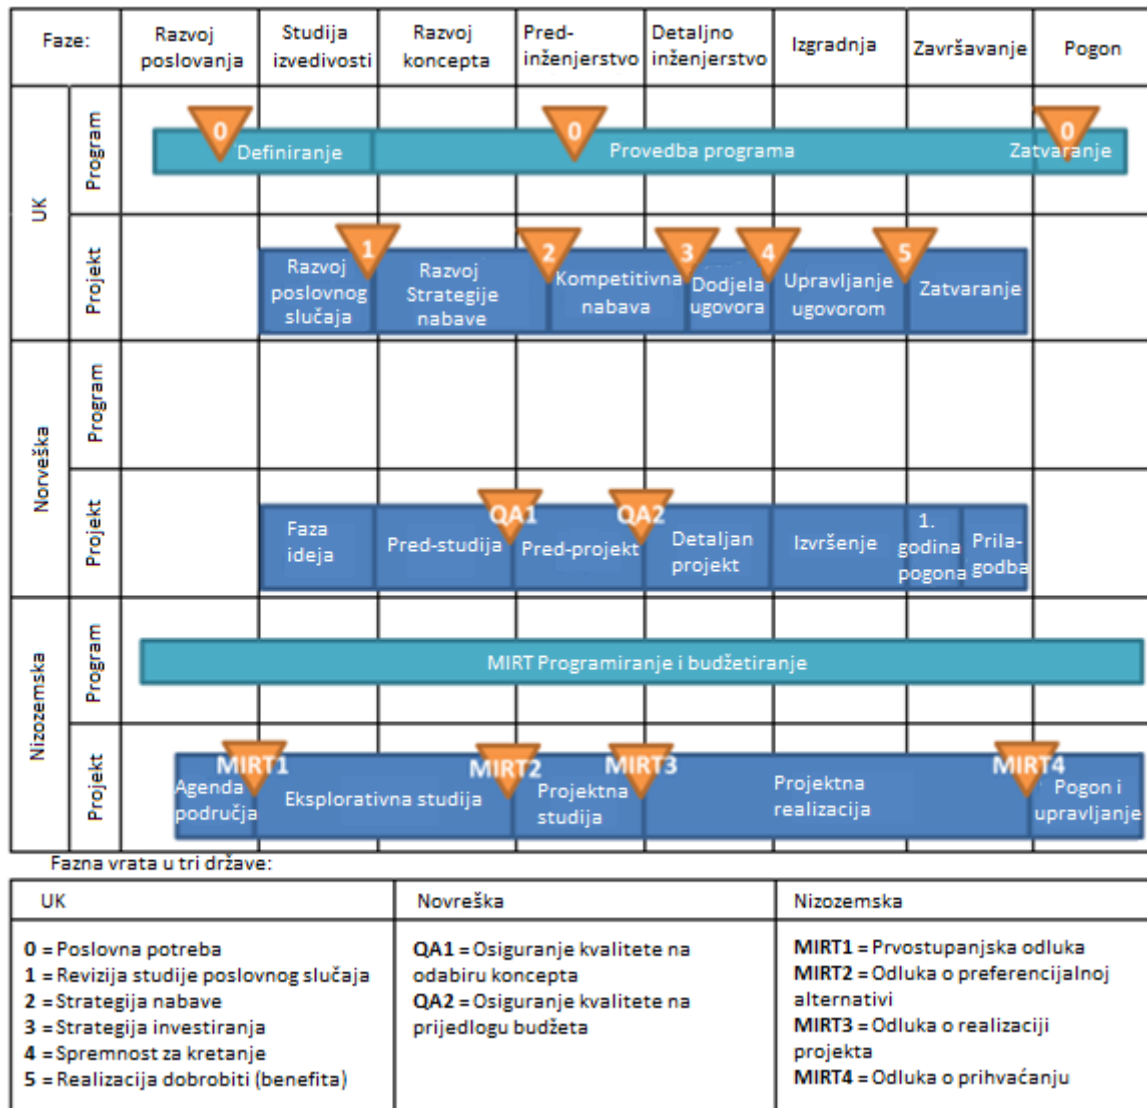 Faze:
Razvoj
poslovanja
Studija
izvedivosti
Razvoj
koncepta
Pred-
inženjerstvo
Detaljno
inženjerstvo
Izgradnja
Završavanje
Pogon
UK
Program
0
0
0
Definiranje
Provedba programa
Zatvaranje
Projekt
1
2
3
4
5
Razvoj
poslovnog
slučaja
Razvoj
Strategije
nabave
Kompetitivna
nabava
Dodjela
ugovora
Upravljanje
ugovorom
Zatvaranje
Norveška
Program
Projekt
QA1
QA2
Faza
ideja
Pred-studija
Pred-projekt
Detaljan
projekt
Izvršenje
1.
godina
pogona
Prila-
godba
Nizozemska
Program
MIRT Programiranje i budžetiranje
Projekt
MIRT1
MIRT2
MIRT3
MIRT4
Agenda
područja
Eksplorativna studija
Projektna
studija
Projektna
realizacija
Pogon i
upravljanje
Fazna vrata u tri države:
UK
0 = Poslovna potreba
1 = Revizija studije poslovnog slučaja
2 = Strategija nabave
3 = Strategija investiranja
4 = Spremnost za kretanje
5 = Realizacija dobrobiti (benefita)
Novreška
QA1 = Osiguranje kvalitete na
odabiru koncepta
QA2 = Osiguranje kvalitete na
prijedlogu budžeta
Nizozemska
MIRT1 = Prvostupanjska odluka
MIRT2 = Odluka o preferencijalnoj
alternativi
MIRT3 = Odluka o realizaciji
projekta
MIRT4 = Odluka o prihvaćanju